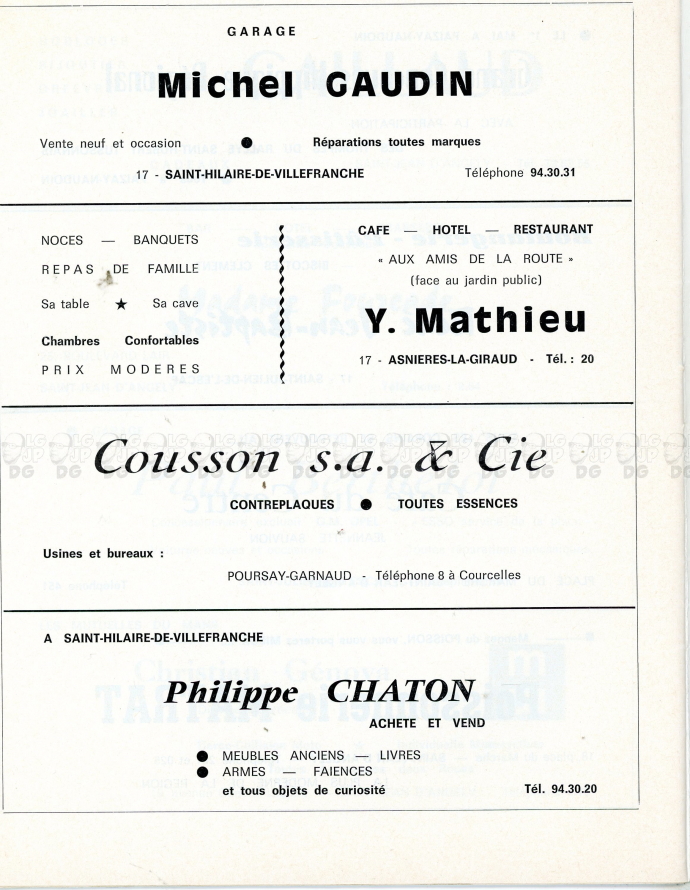 GARAGE
Michel GAUDIN
Vente neuf et occasion ● Réparations toutes marques
17 - SAINT-HILAIRE-DE-VILLEFRANCHE Téléphone 94.30.31
NOCES — BANQUETS
REPAS DE FAMILLE
Sa table ★ Sa cave
Chambres Confortables
PRIX MODERES
CAFE — HOTEL — RESTAURANT
« AUX AMIS DE LA ROUTE »
(face au jardin public)
Y. Mathieu
17 - ASNIERES-LA-GIRAUD - Tél. : 20
Cousson s.a. & Cie
CONTREPLAQUES ● TOUTES ESSENCES
Usines et bureaux :
POURSAY-GARNAUD - Téléphone 8 à Courcelles
A SAINT-HILAIRE-DE-VILLEFRANCHE
Philippe CHATON
ACHETE ET VEND
● MEUBLES ANCIENS — LIVRES
● ARMES — FAIENCES
et tous objets de curiosité Tél. 94.30.20